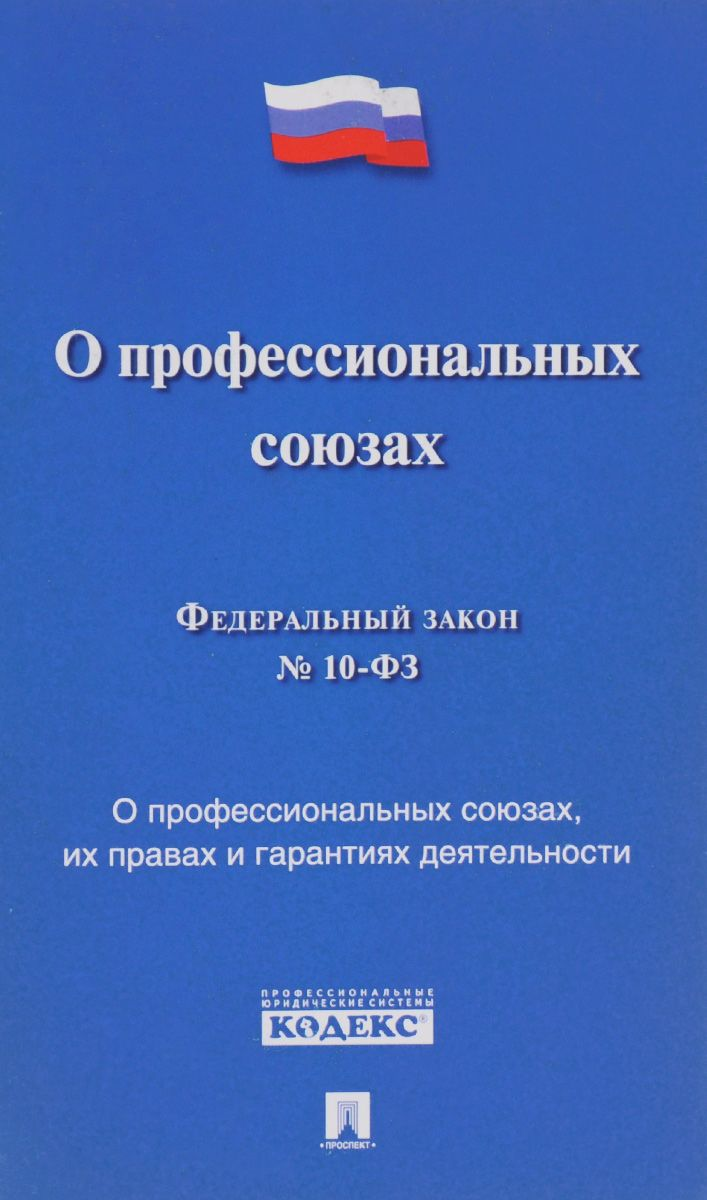 О профессиональных
союзах
Федеральный закон
№ 10-ФЗ
О профессиональных союзах,
их правах и гарантиях деятельности
ПРОФЕССИОНАЛЬНЫЕ
ЮРИДИЧЕСКИЕ СИСТЕМЫ
КОДЕКС®
• ПРОСПЕКТ •